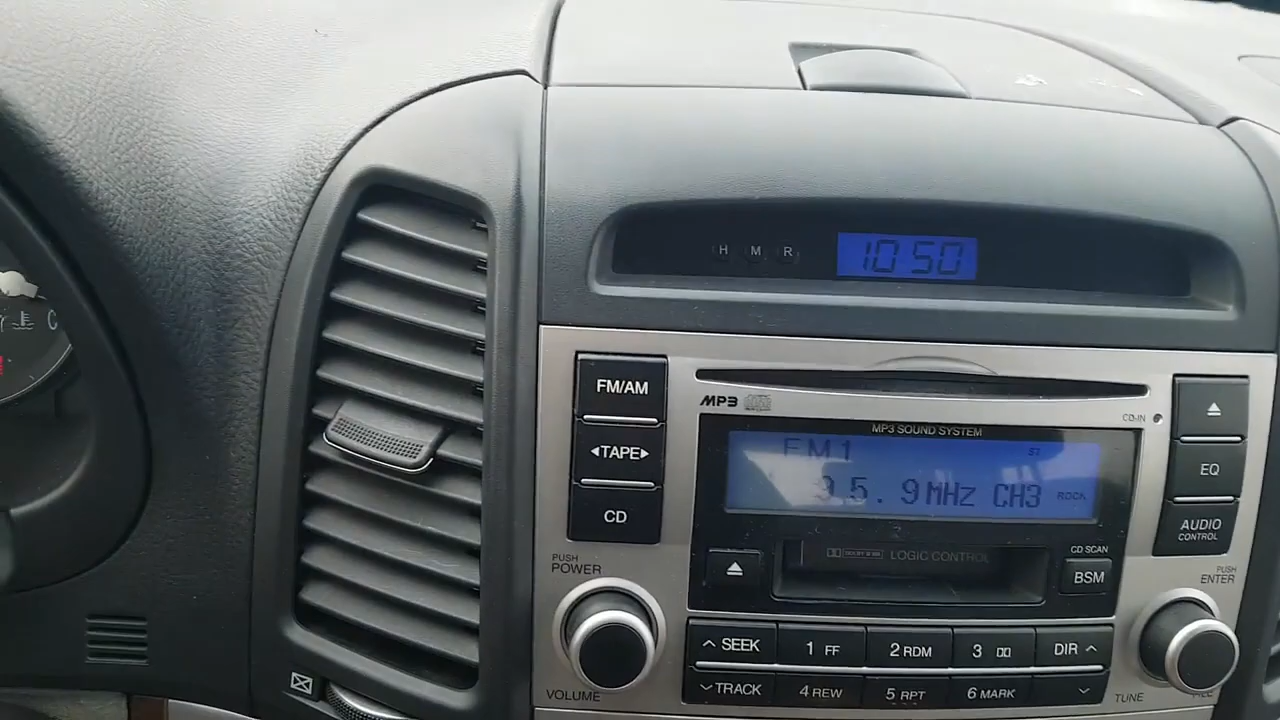 H M R 10:50
C
FM/AM
MP3
CD-IN
MP3 SOUND SYSTEM
FM1 ST
95.9MHz CH3 ROCK
◂TAPE▸
EQ
CD
AUDIO
CONTROL
LOGIC CONTROL
CD SCAN
BSM
PUSH
POWER
PUSH
ENTER
SEEK 1 FF 2 RDM 3 DIR
TRACK 4 REW 5 RPT 6 MARK
VOLUME
TUNE